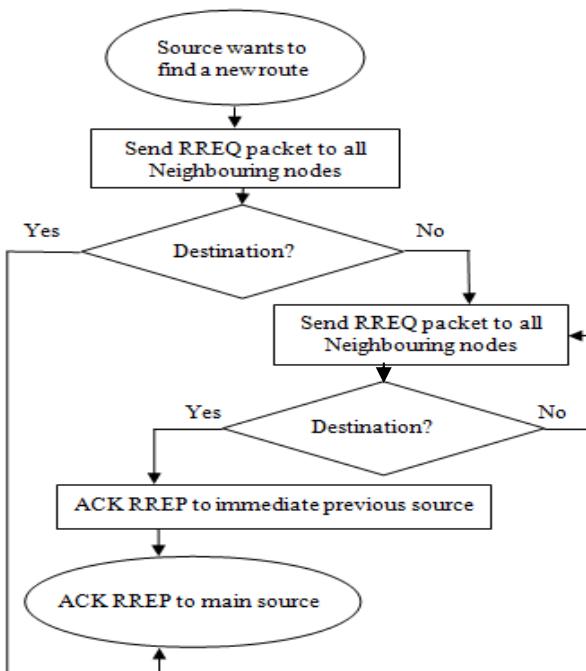 Source wants to
find a new route
Send RREQ packet to all
Neighbouring nodes
Yes
No
Destination?
Send RREQ packet to all
Neighbouring nodes
Yes
No
Destination?
ACK RREP to immediate previous source
ACK RREP to main source